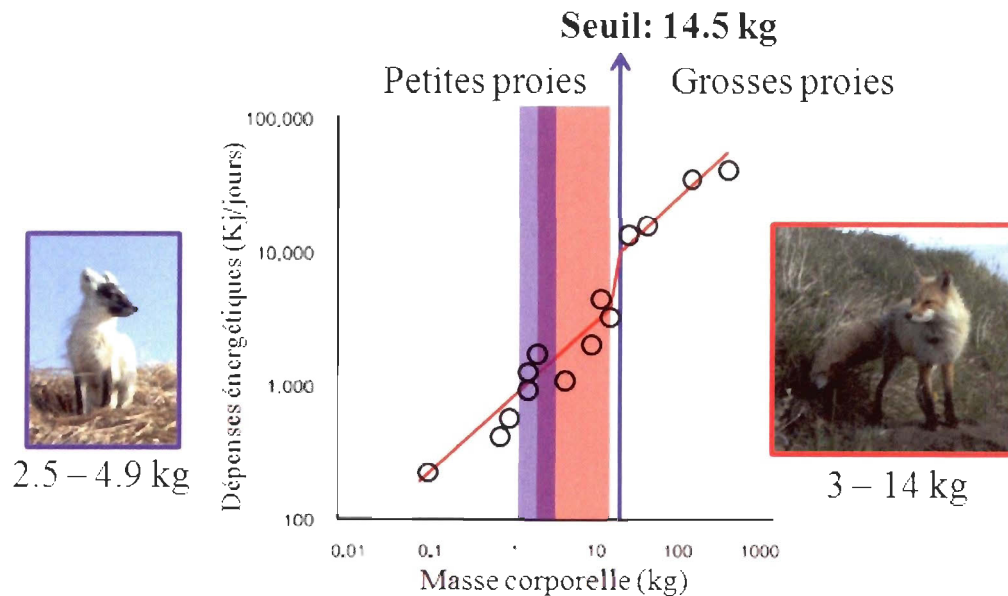 Seuil: 14.5 kg
Petites proies
Grosses proies
Dépenses énergétiques (Kj/jours)
100,000
10,000
1,000
100
0.01
0.1
1
10
100
1000
Masse corporelle (kg)
2.5 – 4.9 kg
3 – 14 kg